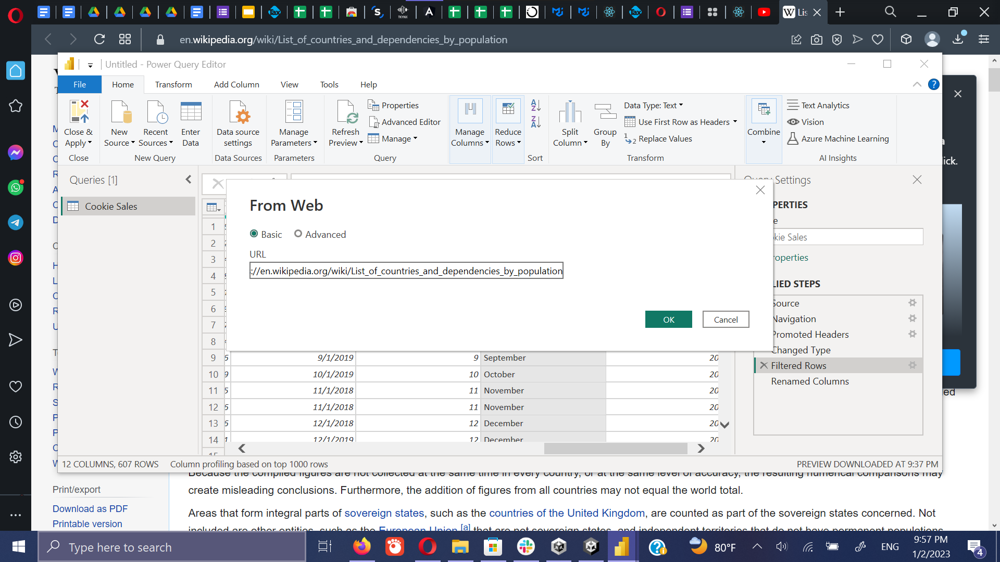 Lis
en.wikipedia.org/wiki/List_of_countries_and_dependencies_by_population
Untitled - Power Query Editor
File Home Transform Add Column View Tools Help
Close & Apply
New Source
Recent Sources
Enter Data
Data source settings
Manage Parameters
Refresh Preview
Properties
Advanced Editor
Manage
Manage Columns
Reduce Rows
Split Column
Group By
Data Type: Text
Use First Row as Headers
Replace Values
Combine
Text Analytics
Vision
Azure Machine Learning
Close New Query Data Sources Parameters Query Sort Transform AI Insights
lick.
Queries [1]
Cookie Sales
Query Settings
PERTIES
e
kie Sales
roperties
LIED STEPS
Source
Navigation
Promoted Headers
Changed Type
Filtered Rows
Renamed Columns
From Web
Basic Advanced
URL
://en.wikipedia.org/wiki/List_of_countries_and_dependencies_by_population
OK Cancel
1
2
3
4
5
6
7
8
9 6 9/1/2019 9 September 20
10 9 10/1/2019 10 October 20
11 5 11/1/2018 11 November 20
12 6 11/1/2018 11 November 20
13 6 12/1/2018 12 December 20
14 1 12/1/2019 12 December 20
15
12 COLUMNS, 607 ROWS Column profiling based on top 1000 rows
PREVIEW DOWNLOADED AT 9:37 PM
ed
Because the compiled figures are not collected at the same time in every country, or at the same level of accuracy, the resulting numerical comparisons may
create misleading conclusions. Furthermore, the addition of figures from all countries may not equal the world total.
Areas that form integral parts of sovereign states, such as the countries of the United Kingdom, are counted as part of the sovereign states concerned. Not
included are other entities, such as the European Union,[a] that are not sovereign states, and independent territories that do not have permanent populations
Print/export
Download as PDF
Printable version
Type here to search
80°F
ENG
9:57 PM
1/2/2023
4